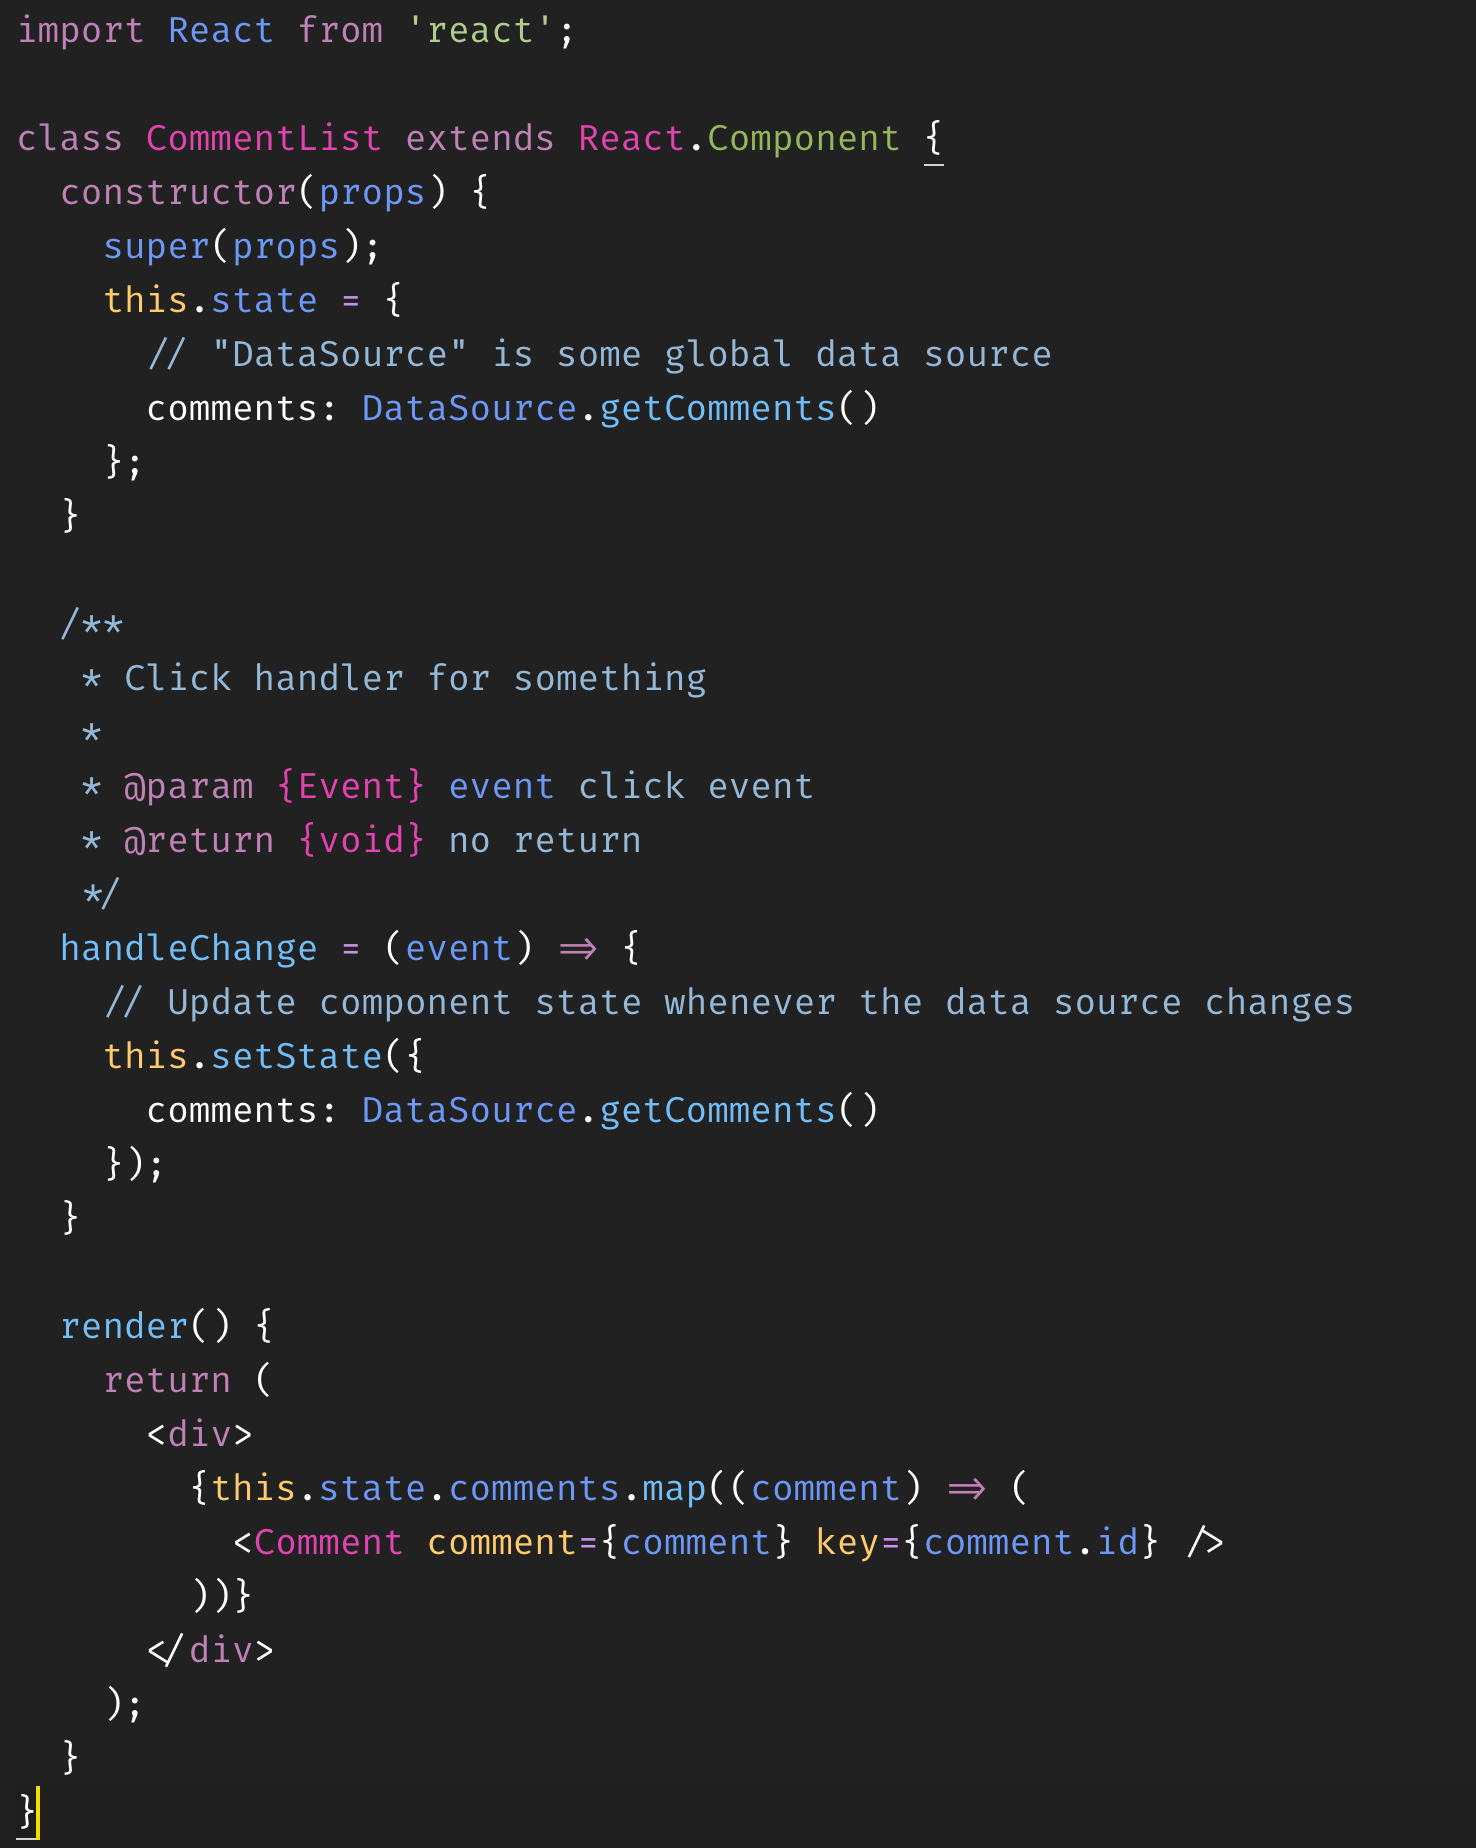 import React from 'react';

class CommentList extends React.Component {
  constructor(props) {
    super(props);
    this.state = {
      // "DataSource" is some global data source
      comments: DataSource.getComments()
    };
  }

  /**
   * Click handler for something
   *
   * @param {Event} event click event
   * @return {void} no return
   */
  handleChange = (event) => {
    // Update component state whenever the data source changes
    this.setState({
      comments: DataSource.getComments()
    });
  }

  render() {
    return (
      <div>
        {this.state.comments.map((comment) => (
          <Comment comment={comment} key={comment.id} />
        ))}
      </div>
    );
  }
}